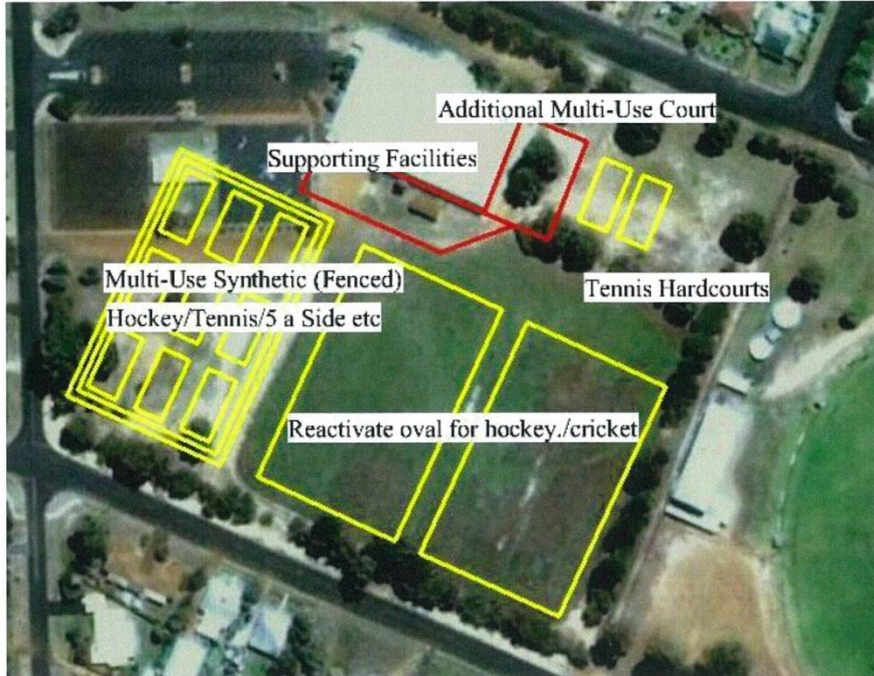 Additional Multi-Use Court
Supporting Facilities
Multi-Use Synthetic (Fenced)
Tennis Hardcourts
Hockey/Tennis/5 a Side etc
Reactivate oval for hockey./cricket